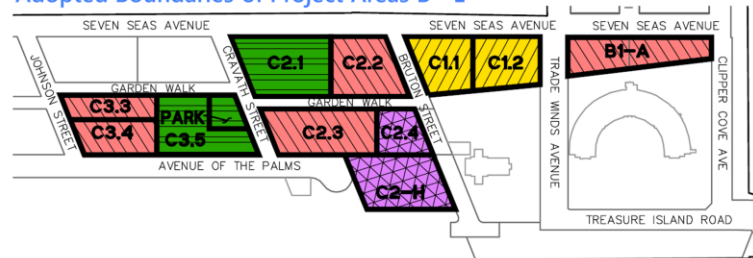 Adopted Boundaries of Project Areas B - E
SEVEN SEAS AVENUE
SEVEN SEAS AVENUE
SEVEN SEAS AVENUE
JOHNSON STREET
CRAVATH STREET
C2.1
C2.2
BRUTON STREET
C1.1
C1.2
TRADE WINDS AVENUE
B1-A
CLIPPER COVE AVE
GARDEN WALK
GARDEN WALK
C3.3
C3.4
PARK
C3.5
C2.3
C2.4
AVENUE OF THE PALMS
C2-H
TREASURE ISLAND ROAD